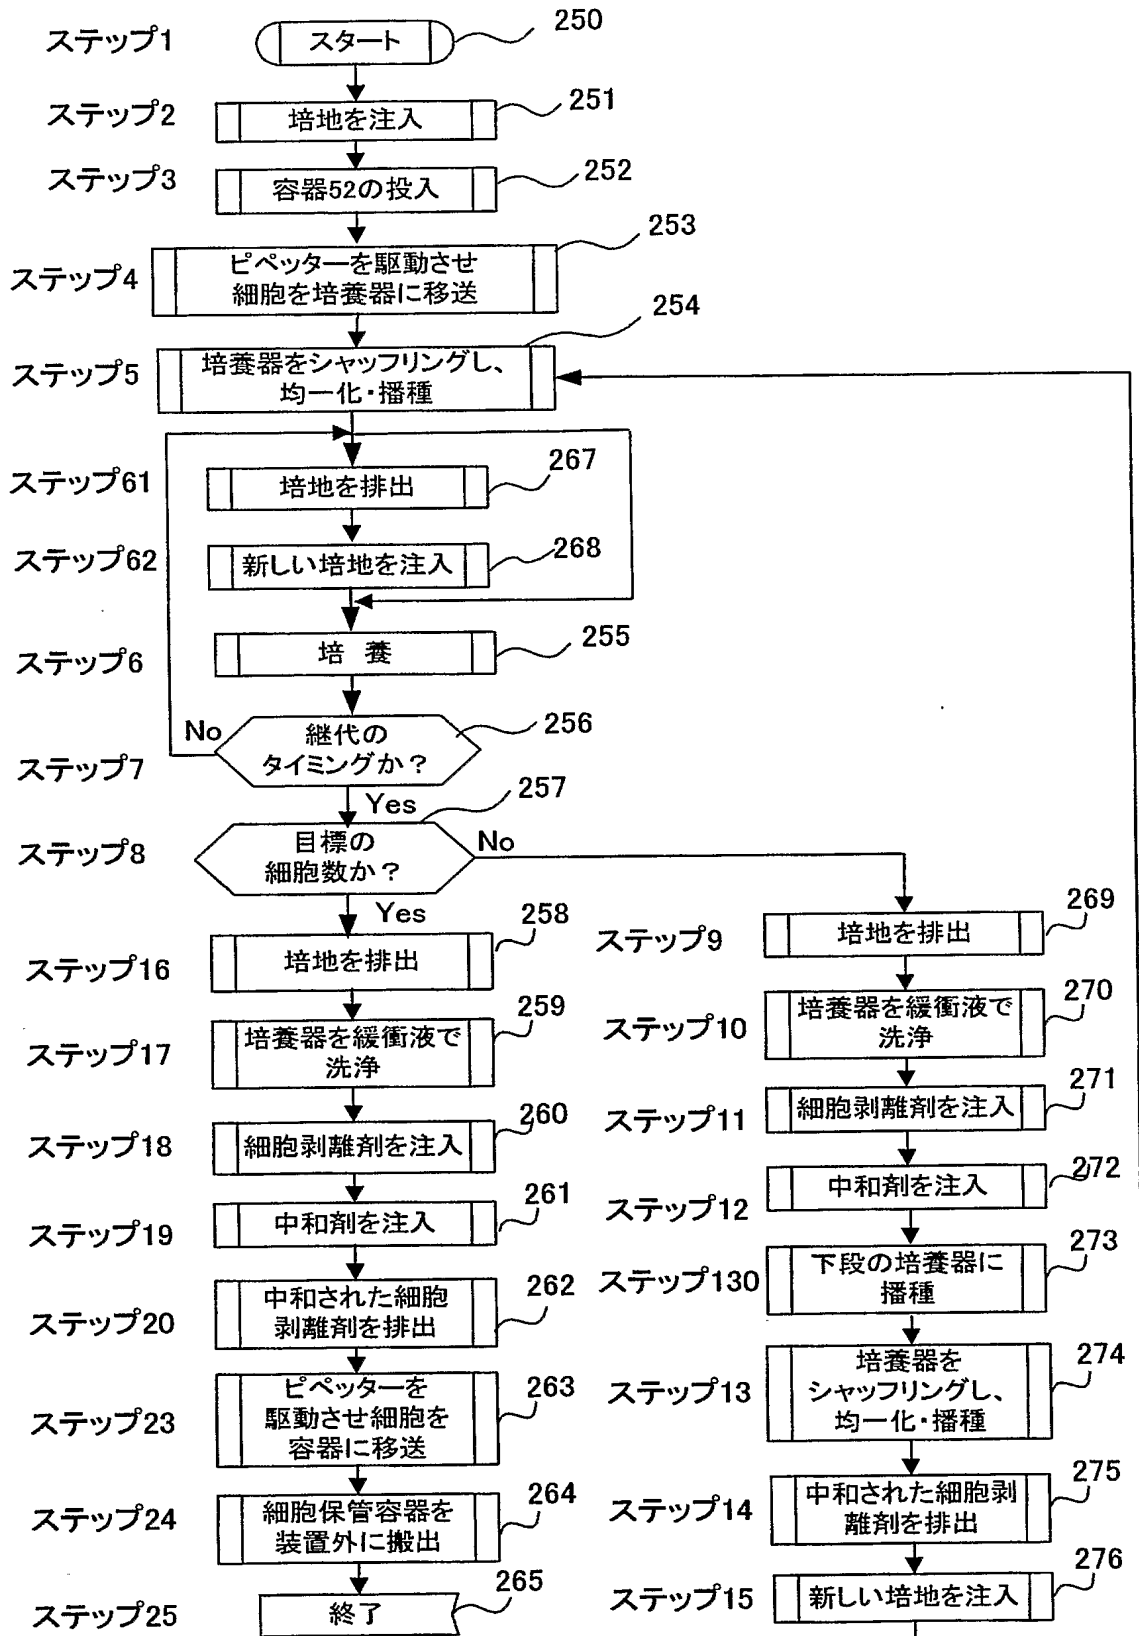 ステップ1
スタート
250
ステップ2
培地を注入
251
ステップ3
容器52の投入
252
ステップ4
ピペッターを駆動させ
細胞を培養器に移送
253
ステップ5
培養器をシャッフリングし、
均一化・播種
254
ステップ61
培地を排出
267
ステップ62
新しい培地を注入
268
ステップ6
培 養
255
ステップ7
No
継代の
タイミングか？
256
Yes
ステップ8
目標の
細胞数か？
257
No
Yes
ステップ16
培地を排出
258
ステップ17
培養器を緩衝液で
洗浄
259
ステップ18
細胞剥離剤を注入
260
ステップ19
中和剤を注入
261
ステップ20
中和された細胞
剥離剤を排出
262
ステップ23
ピペッターを
駆動させ細胞を
容器に移送
263
ステップ24
細胞保管容器を
装置外に搬出
264
ステップ25
終了
265
ステップ9
培地を排出
269
ステップ10
培養器を緩衝液で
洗浄
270
ステップ11
細胞剥離剤を注入
271
ステップ12
中和剤を注入
272
ステップ130
下段の培養器に
播種
273
ステップ13
培養器を
シャッフリングし、
均一化・播種
274
ステップ14
中和された細胞剥
離剤を排出
275
ステップ15
新しい培地を注入
276